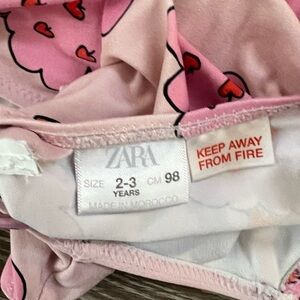 ZARA
SIZE 2-3 YEARS CM 98
MADE IN MOROCCO
KEEP AWAY
FROM FIRE